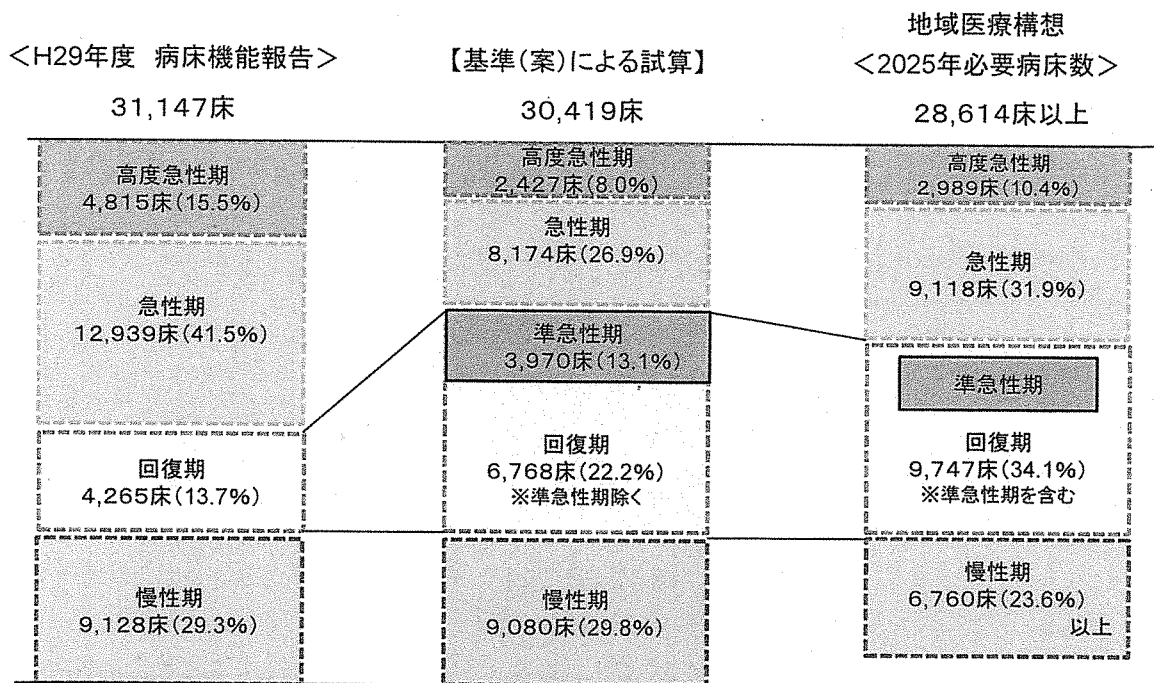 ＜H29年度 病床機能報告＞
31,147床
高度急性期
4,815床(15.5%)
急性期
12,939床(41.5%)
回復期
4,265床(13.7%)
慢性期
9,128床(29.3%)
【基準(案)による試算】
30,419床
高度急性期
2,427床(8.0%)
急性期
8,174床(26.9%)
準急性期
3,970床(13.1%)
回復期
6,768床(22.2%)
※準急性期除く
慢性期
9,080床(29.8%)
地域医療構想
＜2025年必要病床数＞
28,614床以上
高度急性期
2,989床(10.4%)
急性期
9,118床(31.9%)
準急性期
回復期
9,747床(34.1%)
※準急性期を含む
慢性期
6,760床(23.6%)
以上